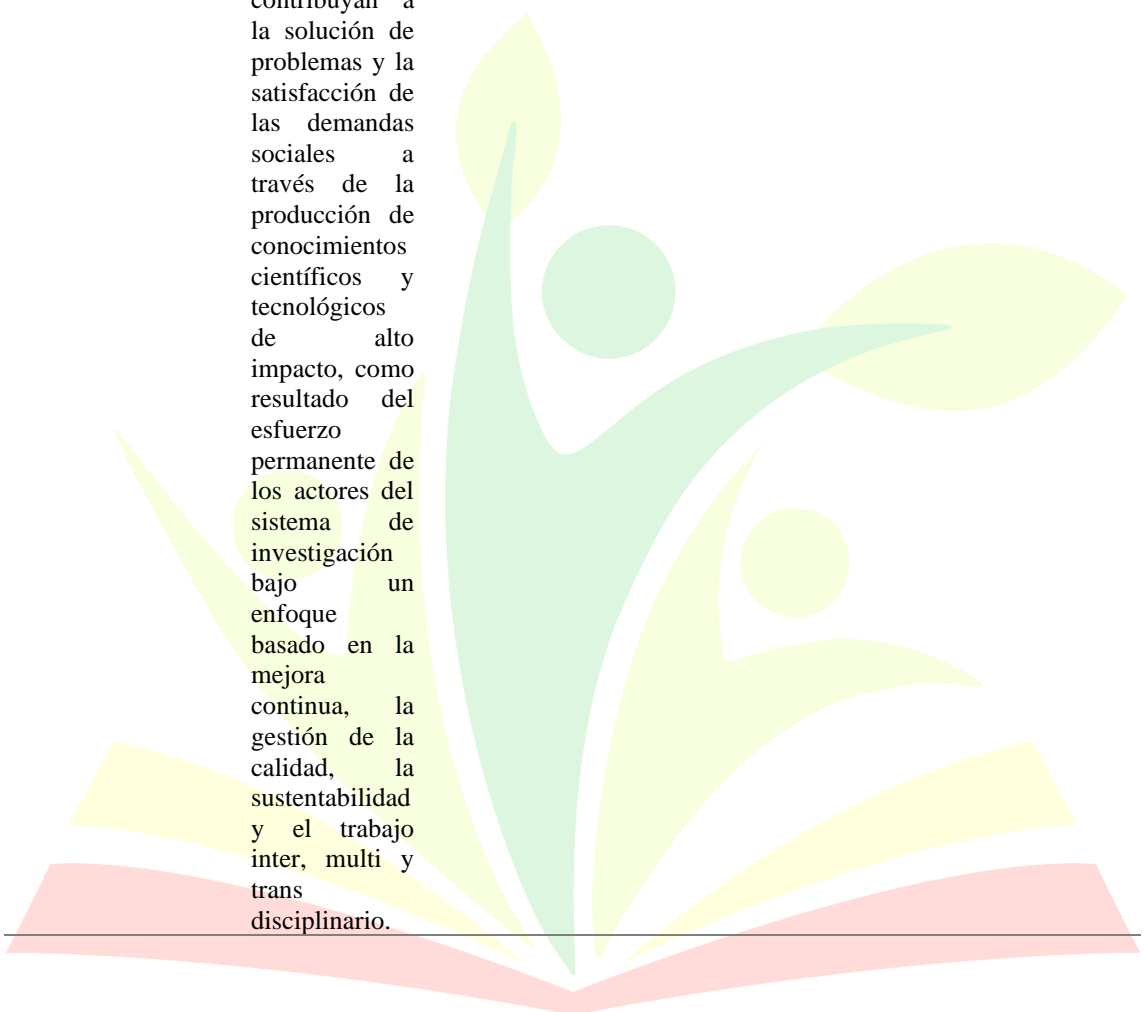 contribuyan a
la solución de
problemas y la
satisfacción de
las demandas
sociales a
través de la
producción de
conocimientos
científicos y
tecnológicos
de alto
impacto, como
resultado del
esfuerzo
permanente de
los actores del
sistema de
investigación
bajo un
enfoque
basado en la
mejora
continua, la
gestión de la
calidad, la
sustentabilidad
y el trabajo
inter, multi y
trans
disciplinario.